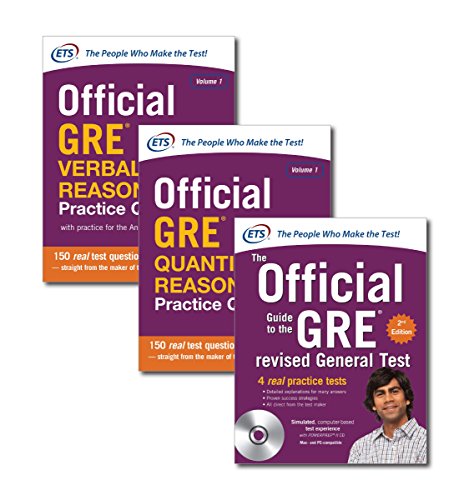 ETS The People Who Make the Test!
Volume 1
Official
GRE®
VERBAL
REASON
Practice Q
with practice for the An
150 real test question
— straight from the maker of t
ETS The People Who Make the Test!
Volume 1
Official
GRE®
QUANTI
REASON
Practice Q
150 real test question
— straight from the maker of t
ETS The People Who Make the Test!
The
Official
Guide to the GRE®
2nd Edition
revised General Test
4 real practice tests
• Detailed explanations for many answers
• Proven success strategies
• All direct from the test maker
Simulated, computer-based
test experience
with POWERPREP® II CD
Mac- and PC-compatible